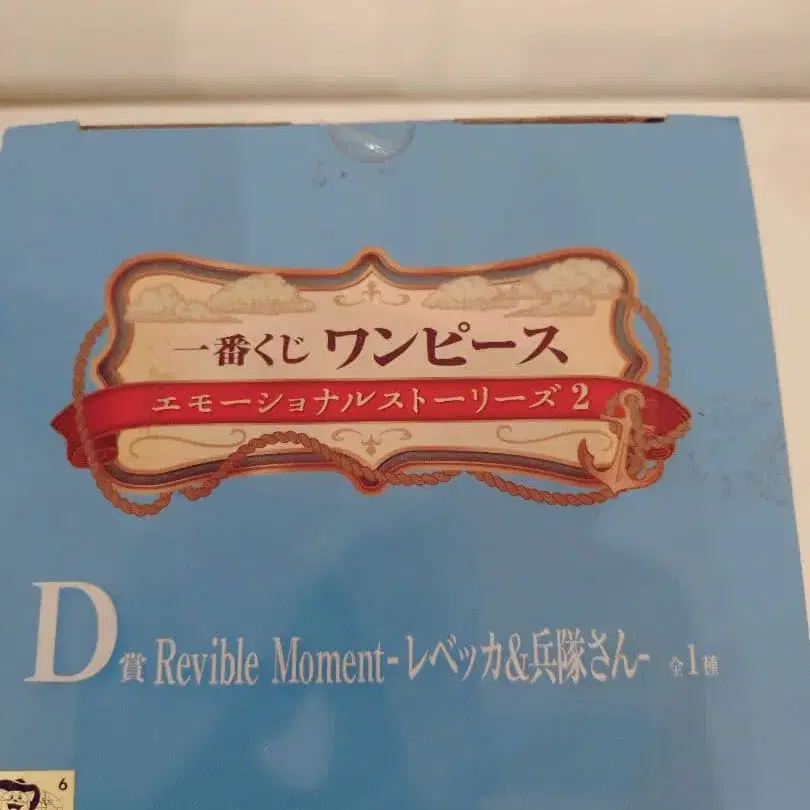 一番くじ ワンピース
エモーショナルストーリーズ 2
D賞 Revible Moment-レベッカ&兵隊さん- 全1種
6